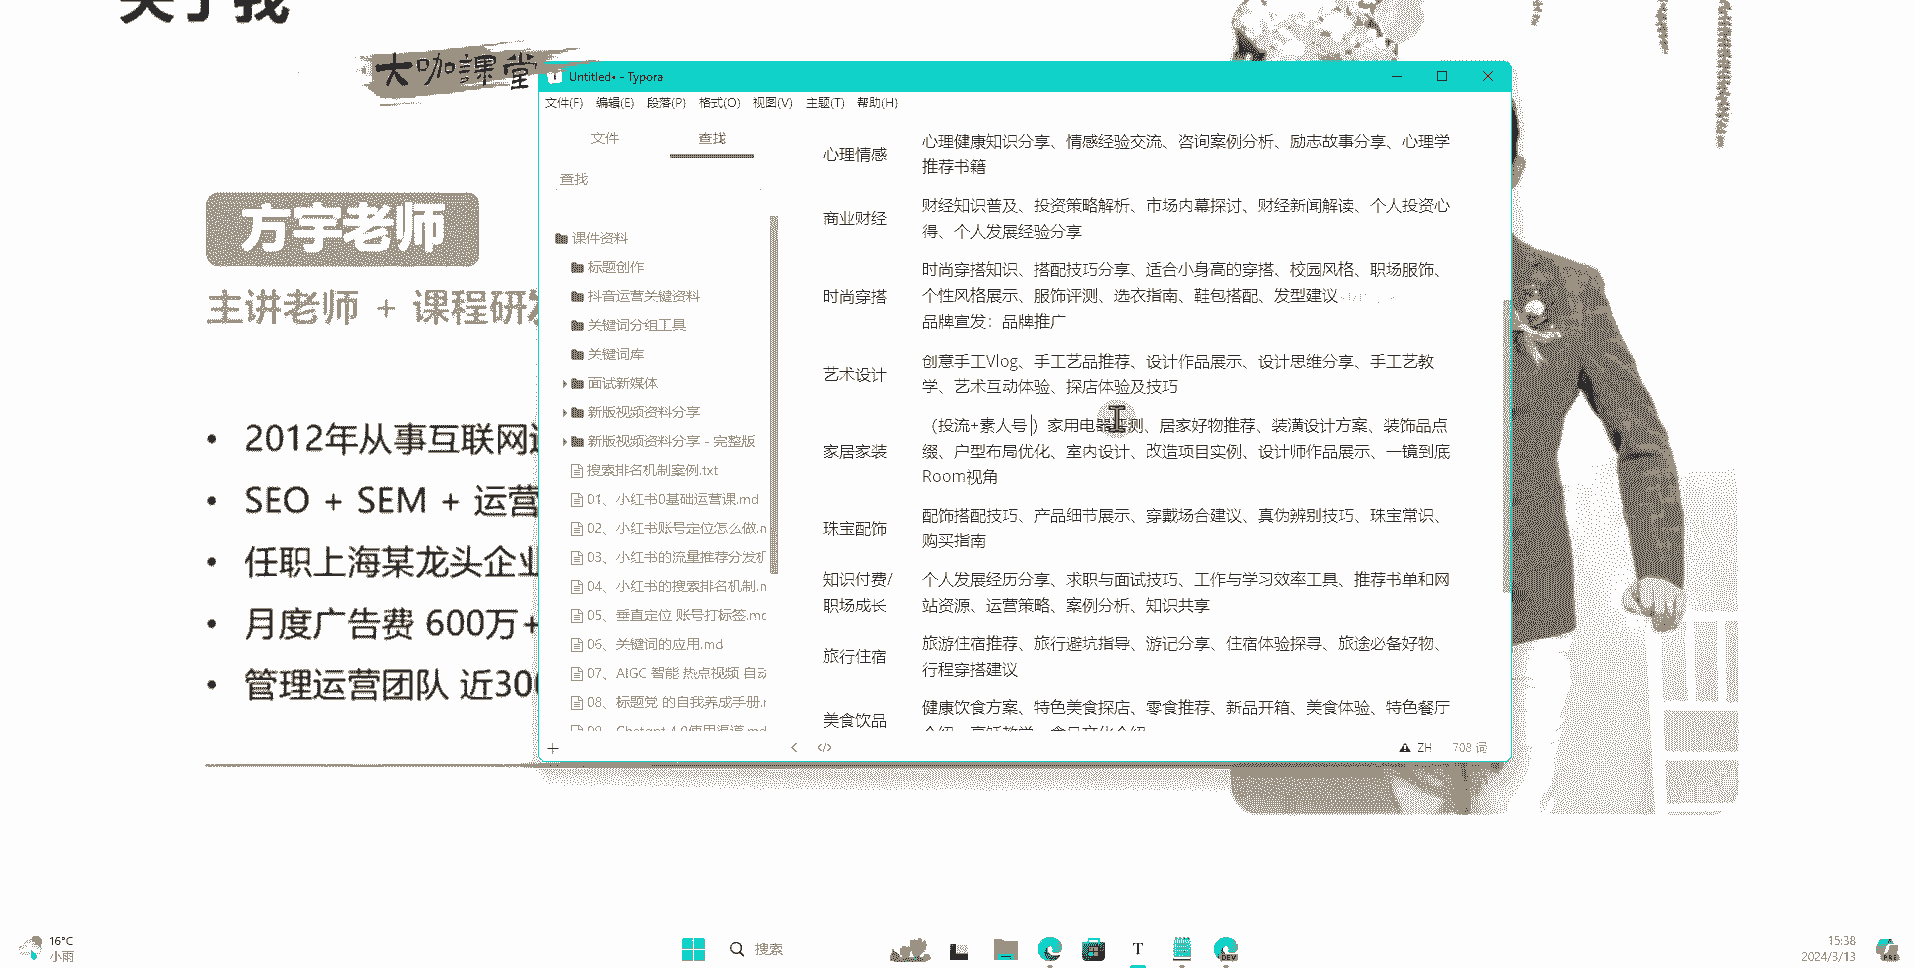 关于我
大咖課堂
方宇老师
主讲老师 + 课程研发
2012年从事互联网
SEO + SEM + 运营
任职上海某龙头企业
月度广告费 600万+
管理运营团队 近300
Untitled• - Typora
文件(F) 编辑(E) 段落(P) 格式(O) 视图(V) 主题(T) 帮助(H)
文件 查找
查找
课件资料
标题创作
抖音运营关键资料
关键词分组工具
关键词库
面试新媒体
新版视频资料分享
新版视频资料分享 - 完整版
搜索排名机制案例.txt
01、小红书0基础运营课.md
02、小红书账号定位怎么做.n
03、小红书的流量推荐分发机
04、小红书的搜索排名机制.n
05、垂直定位 账号打标签.mc
06、关键词的应用.md
07、AIGC 智能 热点视频 自动
08、标题党 的自我养成手册.r
09、Chatgpt 4.0使用渠道.md
心理情感
心理健康知识分享、情感经验交流、咨询案例分析、励志故事分享、心理学
推荐书籍
商业财经
财经知识普及、投资策略解析、市场内幕探讨、财经新闻解读、个人投资心
得、个人发展经验分享
时尚穿搭
时尚穿搭知识、搭配技巧分享、适合小身高的穿搭、校园风格、职场服饰、
个性风格展示、服饰评测、选衣指南、鞋包搭配、发型建议
品牌宣发：品牌推广
艺术设计
创意手工Vlog、手工艺品推荐、设计作品展示、设计思维分享、手工艺教
学、艺术互动体验、探店体验及技巧
家居家装
（投流+素人号）家用电器评测、居家好物推荐、装潢设计方案、装饰品点
缀、户型布局优化、室内设计、改造项目实例、设计师作品展示、一镜到底
Room视角
珠宝配饰
配饰搭配技巧、产品细节展示、穿戴场合建议、真伪辨别技巧、珠宝常识、
购买指南
知识付费/
职场成长
个人发展经历分享、求职与面试技巧、工作与学习效率工具、推荐书单和网
站资源、运营策略、案例分析、知识共享
旅行住宿
旅游住宿推荐、旅行避坑指导、游记分享、住宿体验探寻、旅途必备好物、
行程穿搭建议
美食饮品
健康饮食方案、特色美食探店、零食推荐、新品开箱、美食体验、特色餐厅
ZH 708 词
16°C
小雨
搜索
T
DEV
15:38
2024/3/13
PRE